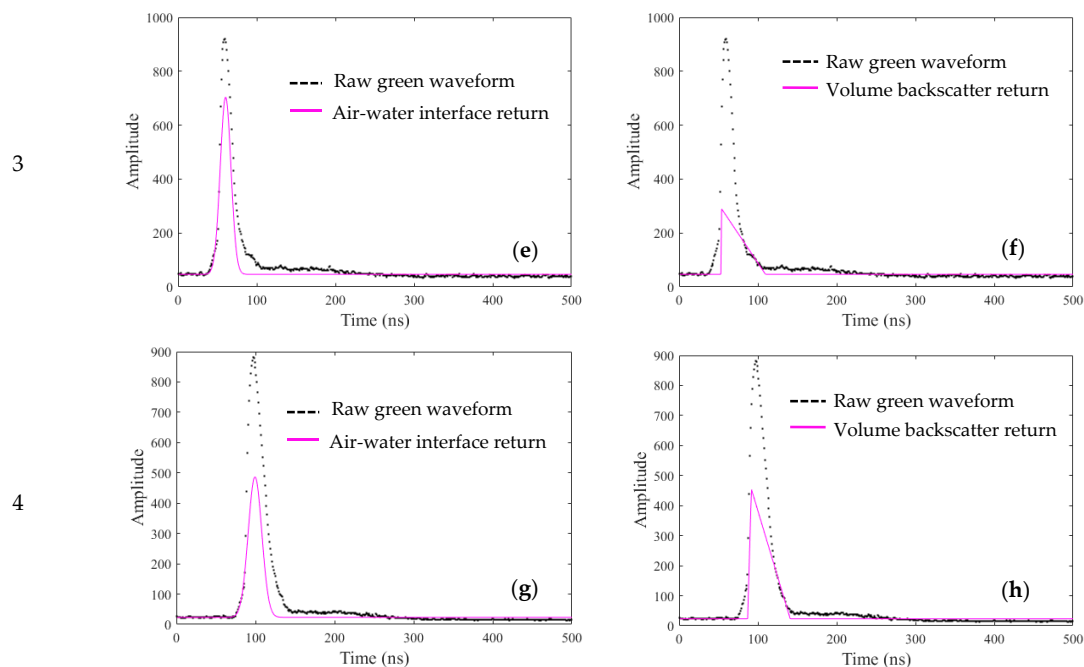 3
1000
800
600
400
200
0
Amplitude
Raw green waveform
Air-water interface return
(e)
0 100 200 300 400 500
Time (ns)
1000
800
600
400
200
0
Amplitude
Raw green waveform
Volume backscatter return
(f)
0 100 200 300 400 500
Time (ns)
4
900
800
700
600
500
400
300
200
100
0
Amplitude
Raw green waveform
Air-water interface return
(g)
0 100 200 300 400 500
Time (ns)
900
800
700
600
500
400
300
200
100
0
Amplitude
Raw green waveform
Volume backscatter return
(h)
0 100 200 300 400 500
Time (ns)